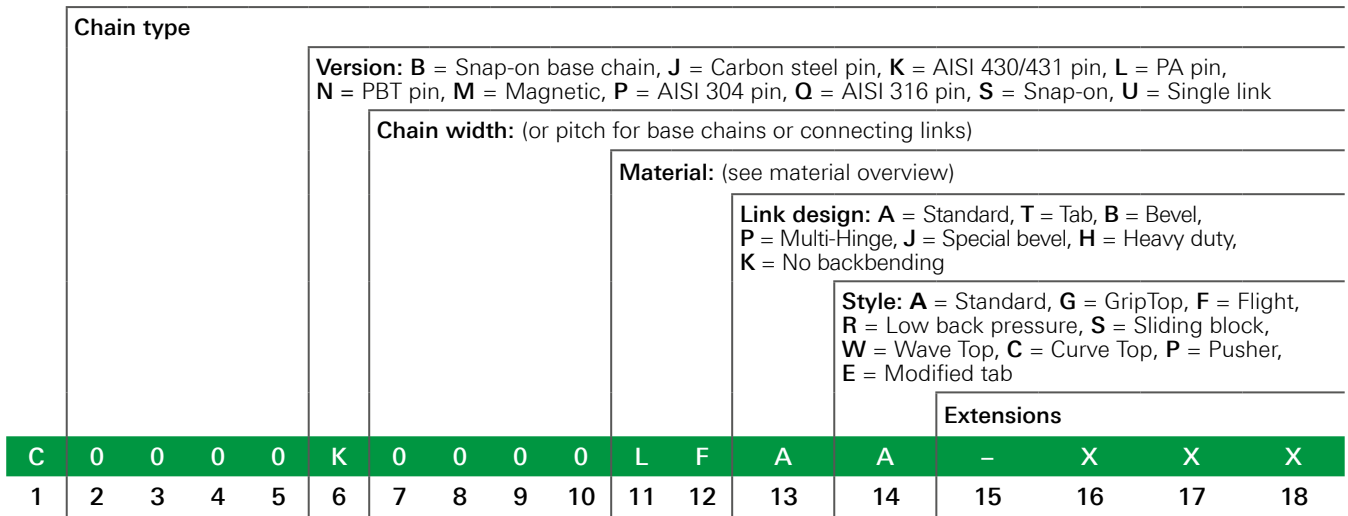 Chain type
Version: B = Snap-on base chain, J = Carbon steel pin, K = AISI 430/431 pin, L = PA pin,
N = PBT pin, M = Magnetic, P = AISI 304 pin, Q = AISI 316 pin, S = Snap-on, U = Single link
Chain width: (or pitch for base chains or connecting links)
Material: (see material overview)
Link design: A = Standard, T = Tab, B = Bevel,
P = Multi-Hinge, J = Special bevel, H = Heavy duty,
K = No backbending
Style: A = Standard, G = GripTop, F = Flight,
R = Low back pressure, S = Sliding block,
W = Wave Top, C = Curve Top, P = Pusher,
E = Modified tab
Extensions
C 0 0 0 0 K 0 0 0 0 L F A A – X X X
1 2 3 4 5 6 7 8 9 10 11 12 13 14 15 16 17 18